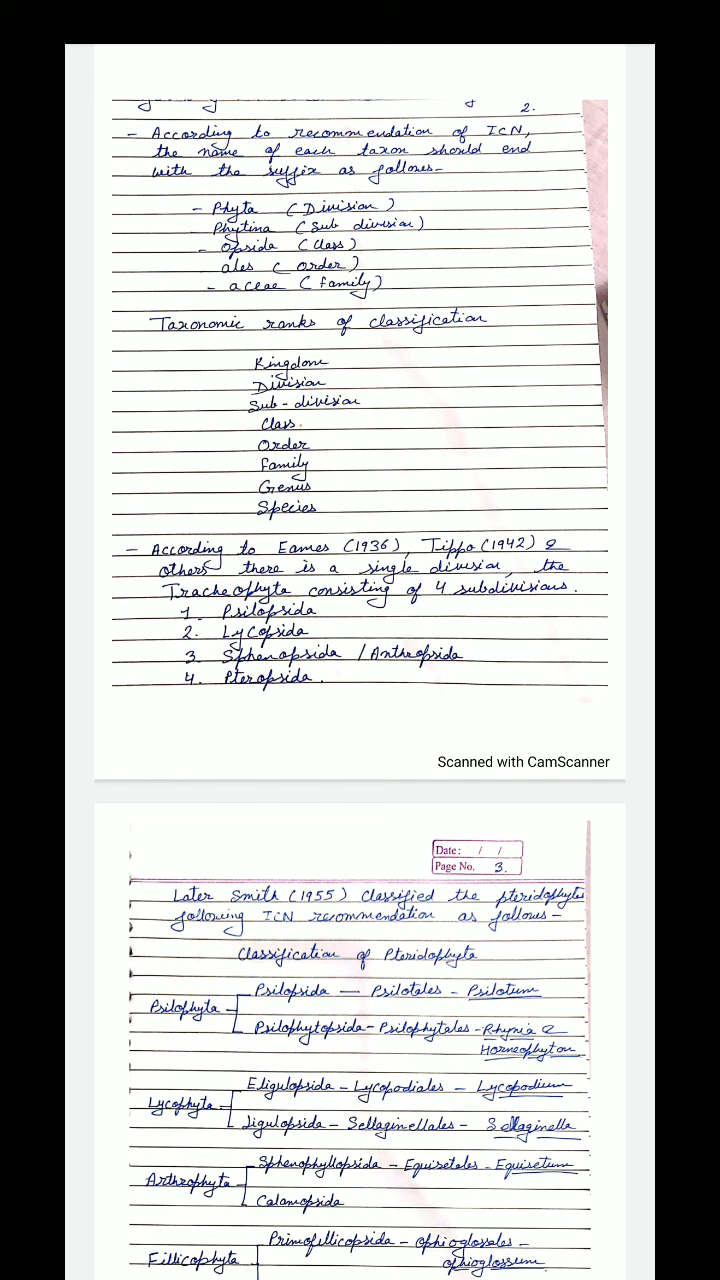 2.
- According to recommendation of ICN,
the name of each taxon should end
with the suffix as follows-
- Phyta (Division)
Phytina (Sub division)
- Opsida (Class)
ales (order)
- aceae (family)
Taxonomic ranks of classification
Kingdom
Division
Sub-division
Class
Order
Family
Genus
Species
- According to Eames (1936), Tippo (1942) &
others there is a single division, the
Tracheophyta consisting of 4 subdivisions.
1. Psilopsida
2. Lycopsida
3. Sphenopsida / Arthropsida
4. Pteropsida.
Scanned with CamScanner
Date: / /
Page No. 3.
Later Smith (1955) classified the pteridophytes
following ICN recommendation as follows-
Classification of Pteridophyta
Psilopsida - Psilotales - Psilotum
Psilophyta
Psilophytopsida - Psilophytales - Rhynia &
Horneophyton
Eligulopsida - Lycopodiales - Lycopodium
Lycophyta
Ligulopsida - Sellaginellales - Sellaginella
Sphenophyllopsida - Equisetales - Equisetum
Arthrophyta
Calamopsida
Primofillicopsida - Ophioglossales -
Fillicophyta
Ophioglossum